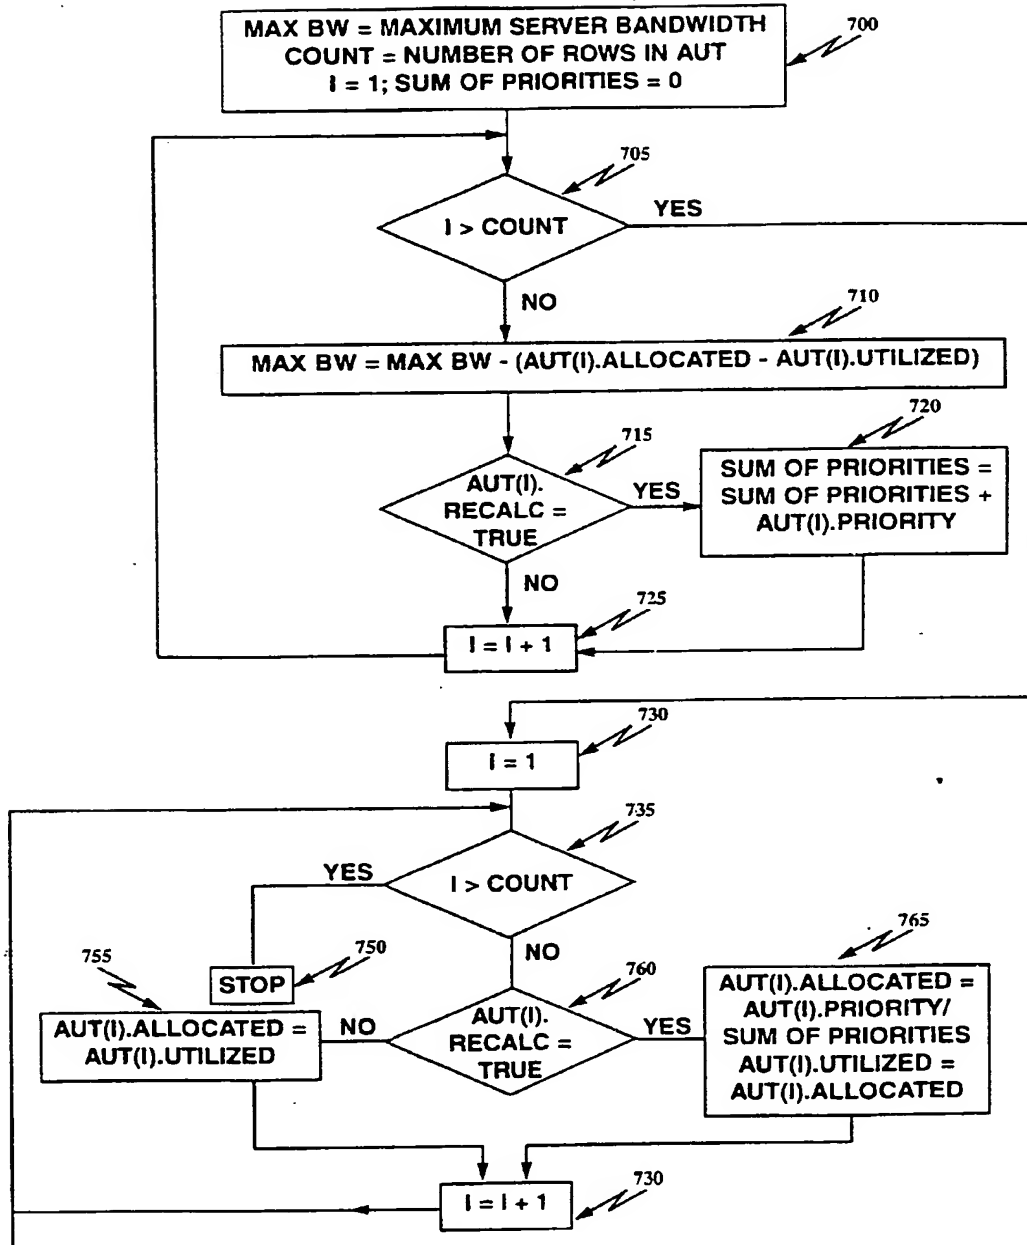 MAX BW = MAXIMUM SERVER BANDWIDTH
COUNT = NUMBER OF ROWS IN AUT
I = 1; SUM OF PRIORITIES = 0
700
705
I > COUNT
YES
NO
710
MAX BW = MAX BW - (AUT(I).ALLOCATED - AUT(I).UTILIZED)
715
AUT(I).
RECALC =
TRUE
YES
720
SUM OF PRIORITIES =
SUM OF PRIORITIES +
AUT(I).PRIORITY
NO
725
I = I + 1
730
I = 1
735
I > COUNT
YES
NO
750
STOP
755
AUT(I).ALLOCATED =
AUT(I).UTILIZED
NO
760
AUT(I).
RECALC =
TRUE
YES
765
AUT(I).ALLOCATED =
AUT(I).PRIORITY/
SUM OF PRIORITIES
AUT(I).UTILIZED =
AUT(I).ALLOCATED
730
I = I + 1